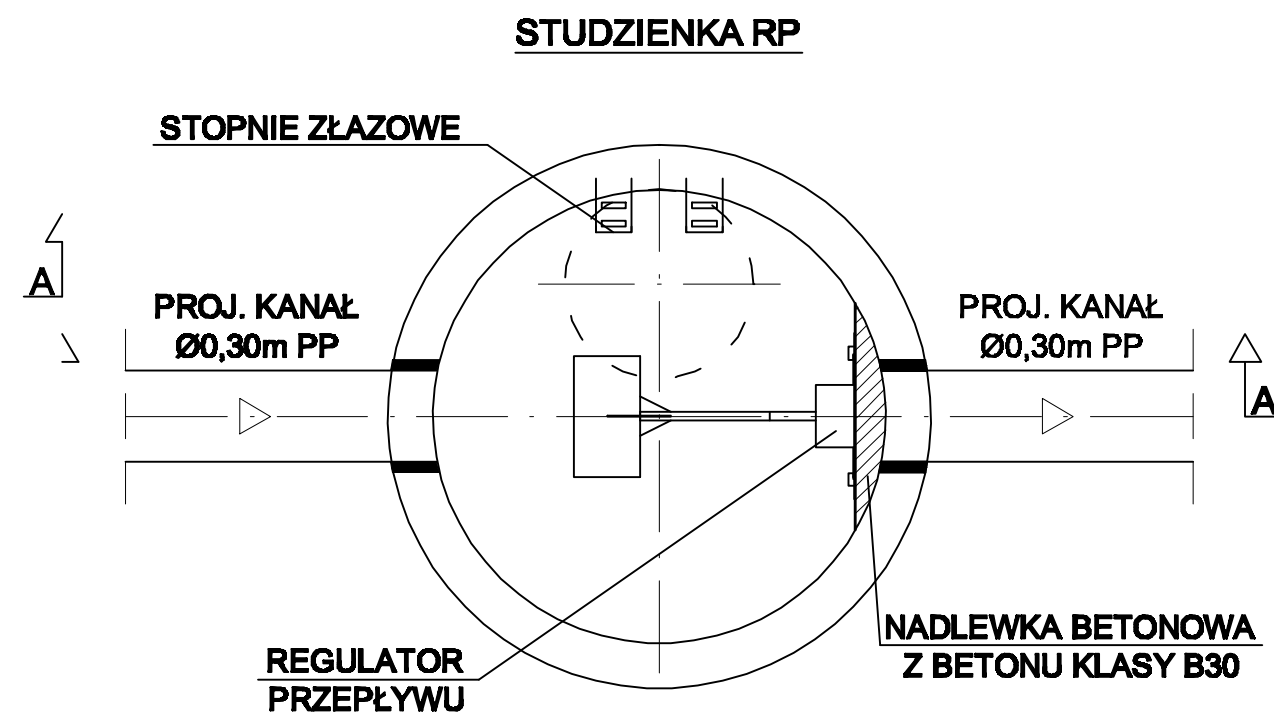 STUDZIENKA RP
STOPNIE ZŁAZOWE
A
PROJ. KANAŁ
Ø0,30m PP
PROJ. KANAŁ
Ø0,30m PP
A
NADLEWKA BETONOWA
Z BETONU KLASY B30
REGULATOR
PRZEPŁYWU